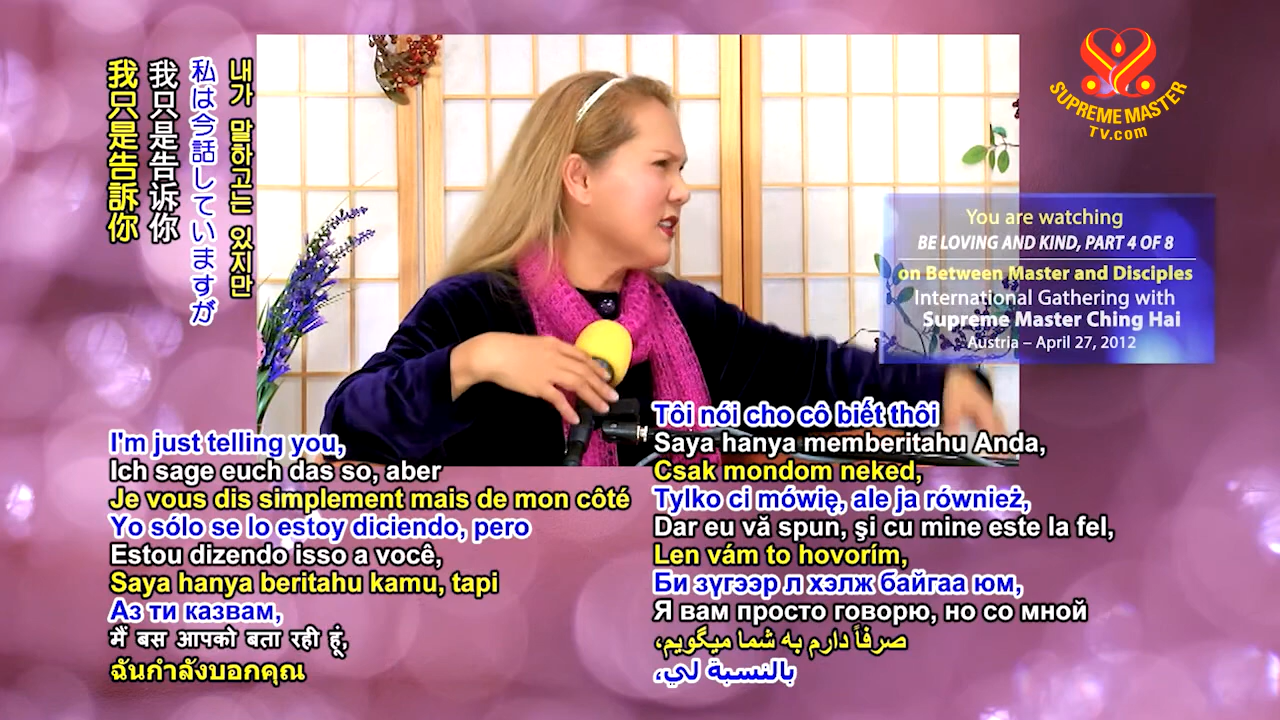 我只是告訴你
我只是告诉你
私は今話していますが
내가 말하고는 있지만
SUPREME MASTER
TV.com
You are watching
BE LOVING AND KIND, PART 4 OF 8
on Between Master and Disciples
International Gathering with
Supreme Master Ching Hai
Austria – April 27, 2012
I'm just telling you,
Ich sage euch das so, aber
Je vous dis simplement mais de mon côté
Yo sólo se lo estoy diciendo, pero
Estou dizendo isso a você,
Saya hanya beritahu kamu, tapi
Аз ти казвам,
मैं बस आपको बता रही हूं,
ฉันกำลังบอกคุณ
Tôi nói cho cô biết thôi
Saya hanya memberitahu Anda,
Csak mondom neked,
Tylko ci mówię, ale ja również,
Dar eu vă spun, şi cu mine este la fel,
Len vám to hovorím,
Би зүгээр л хэлж байгаа юм,
Я вам просто говорю, но со мной
صرفاً دارم به شما میگویم،
بالنسبة لي،